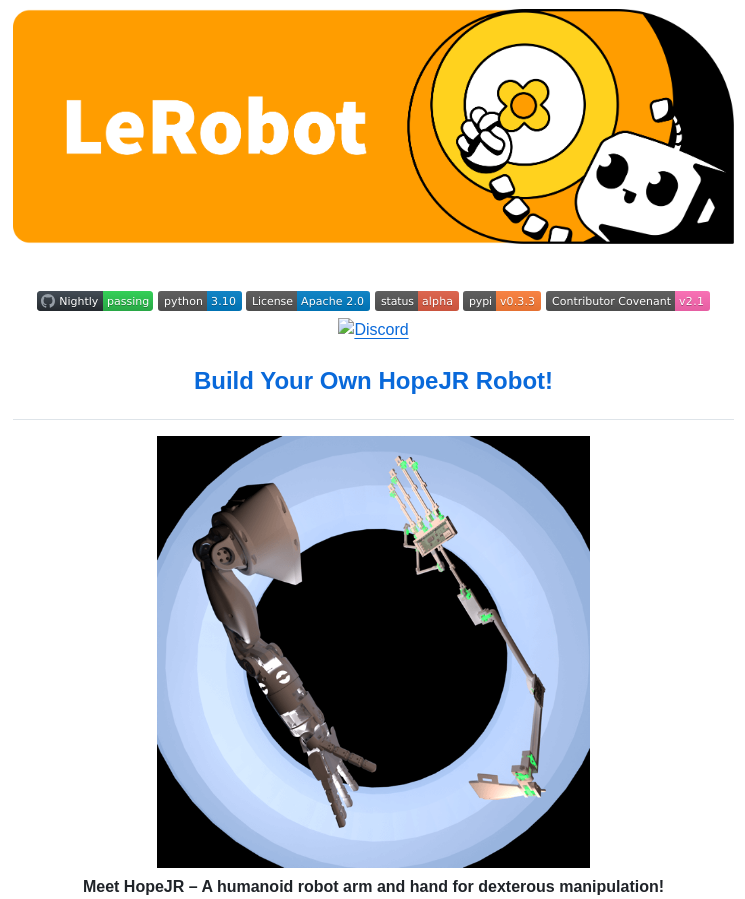 LeRobot
Nightly passing python 3.10 License Apache 2.0 status alpha pypi v0.3.3 Contributor Covenant v2.1
Discord
Build Your Own HopeJR Robot!
Meet HopeJR – A humanoid robot arm and hand for dexterous manipulation!